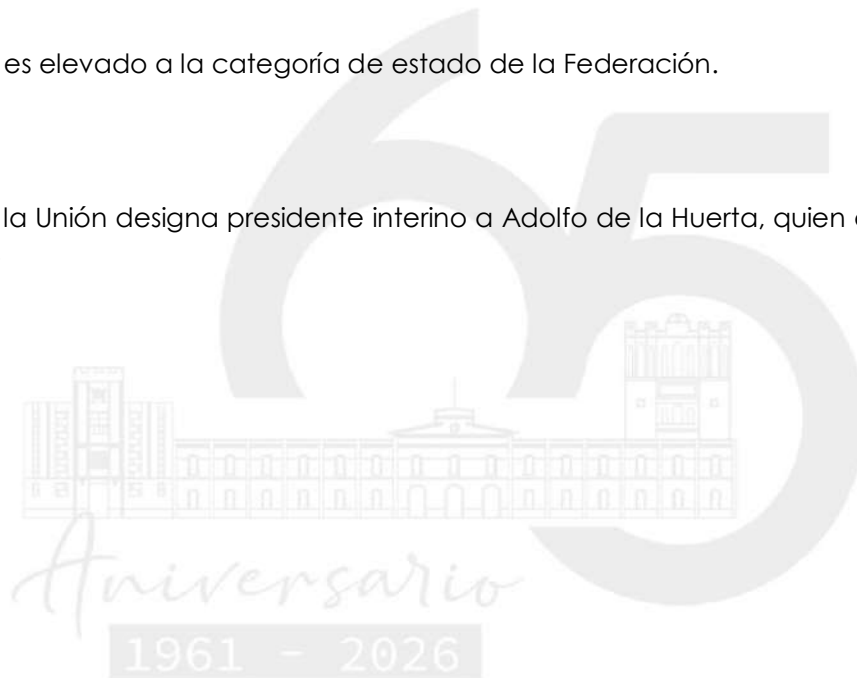 es elevado a la categoría de estado de la Federación.
la Unión designa presidente interino a Adolfo de la Huerta, quien
65
Aniversario
1961 - 2026